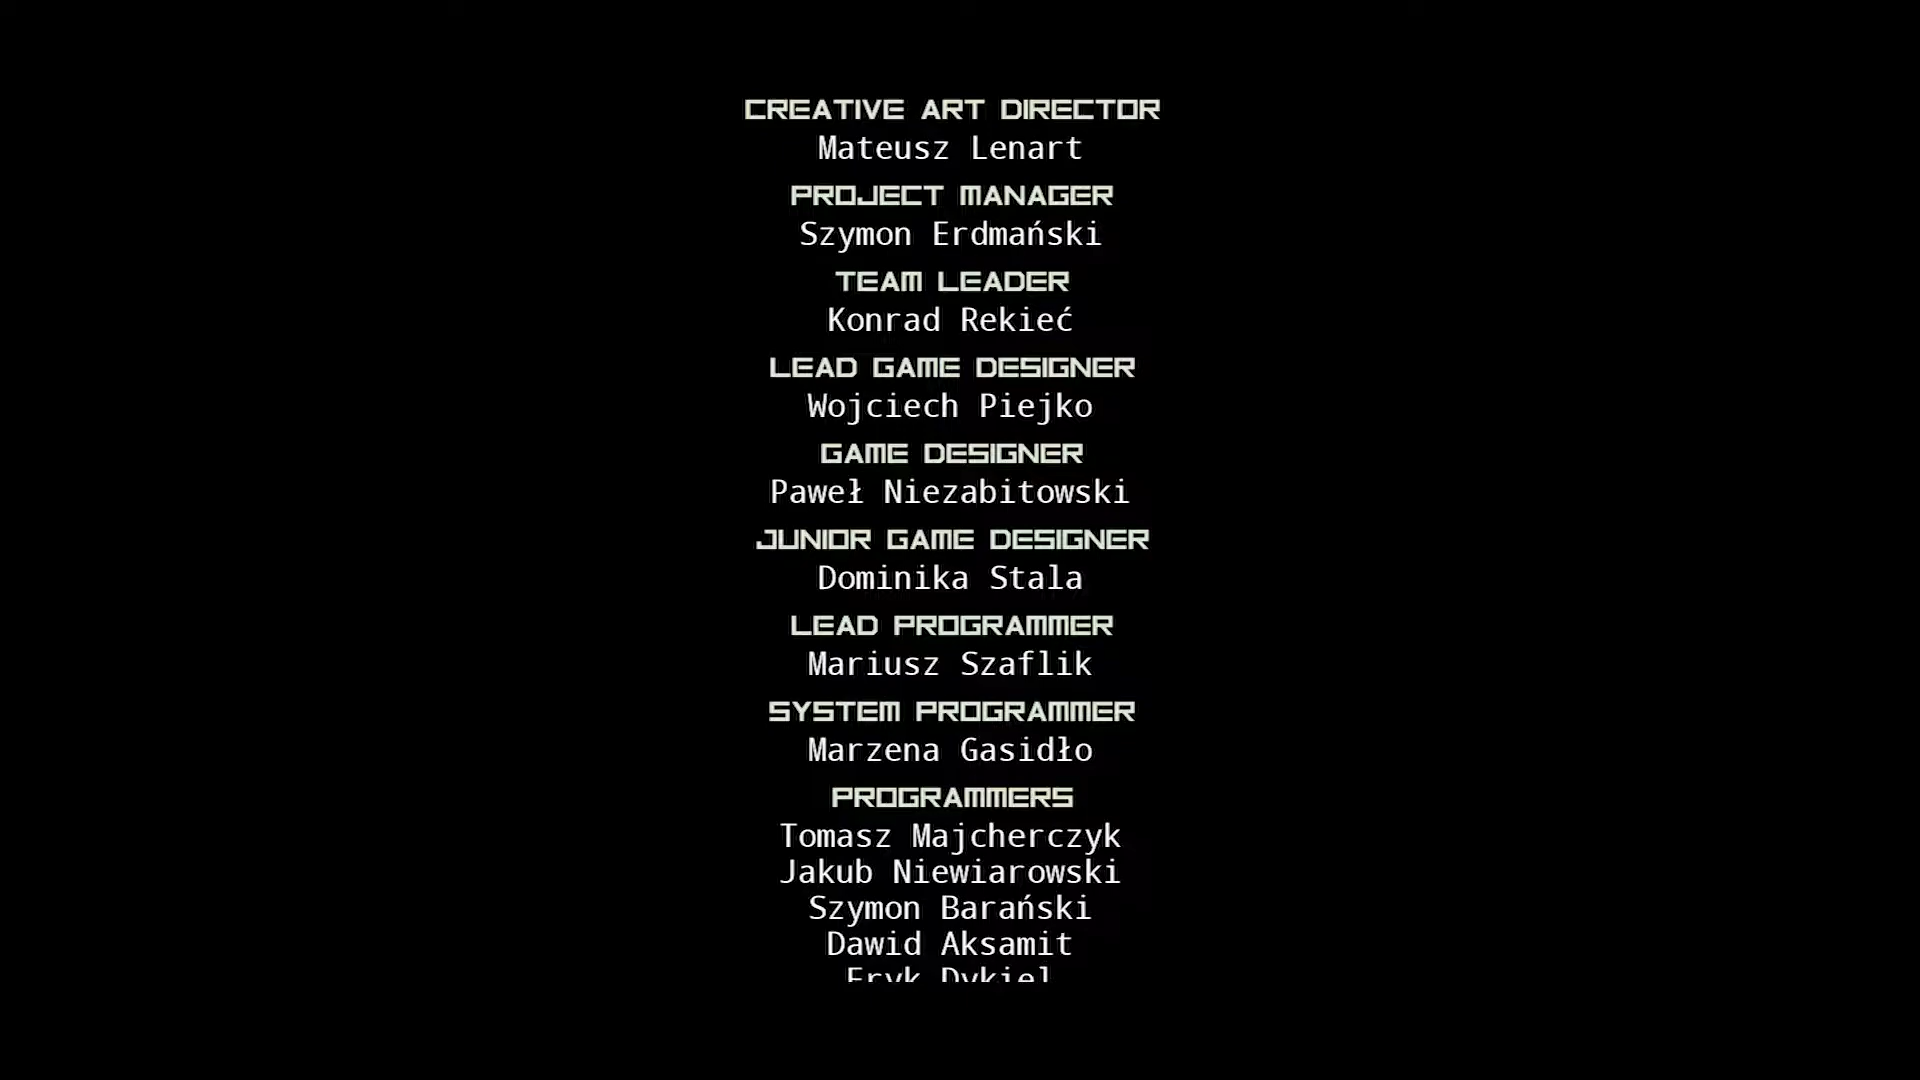 CREATIVE ART DIRECTOR
Mateusz Lenart
PROJECT MANAGER
Szymon Erdmański
TEAM LEADER
Konrad Rekieć
LEAD GAME DESIGNER
Wojciech Piejko
GAME DESIGNER
Paweł Niezabitowski
JUNIOR GAME DESIGNER
Dominika Stala
LEAD PROGRAMMER
Mariusz Szaflik
SYSTEM PROGRAMMER
Marzena Gasidło
PROGRAMMERS
Tomasz Majcherczyk
Jakub Niewiarowski
Szymon Barański
Dawid Aksamit
Eryk Dykiel